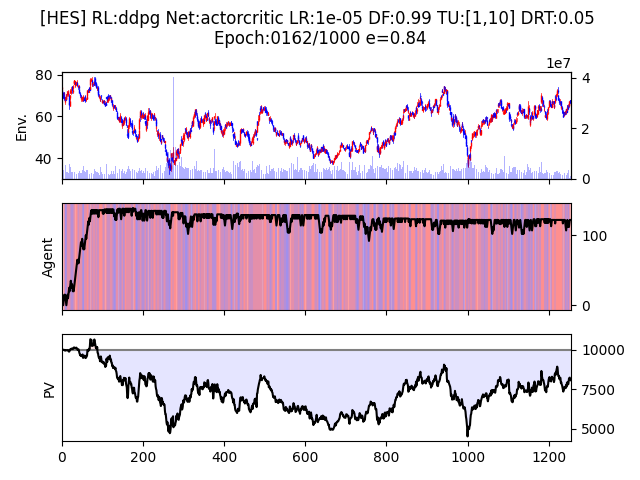 [HES] RL:ddpg Net:actorcritic LR:1e-05 DF:0.99 TU:[1,10] DRT:0.05
Epoch:0162/1000 e=0.84
1e7
80
60
40
Env.
4
2
0
Agent
100
0
PV
10000
7500
5000
0 200 400 600 800 1000 1200